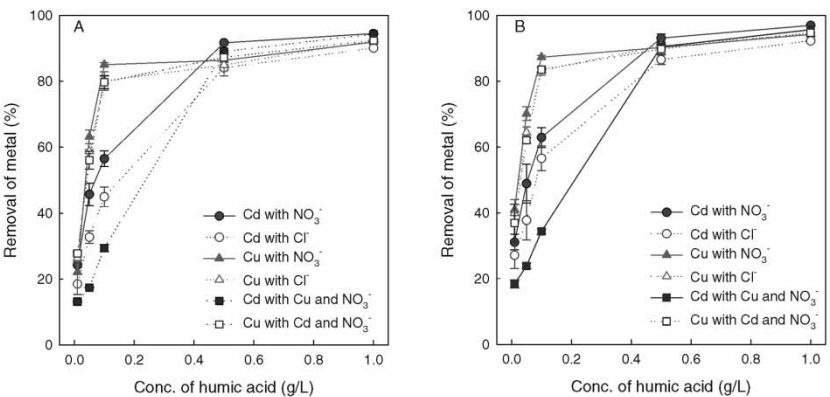 A
100
80
60
40
20
0
Removal of metal (%)
Cd with NO₃⁻
Cd with Cl⁻
Cu with NO₃⁻
Cu with Cl⁻
Cd with Cu and NO₃⁻
Cu with Cd and NO₃⁻
0.0 0.2 0.4 0.6 0.8 1.0
Conc. of humic acid (g/L)
B
100
80
60
40
20
0
Removal of metal (%)
Cd with NO₃⁻
Cd with Cl⁻
Cu with NO₃⁻
Cu with Cl⁻
Cd with Cu and NO₃⁻
Cu with Cd and NO₃⁻
0.0 0.2 0.4 0.6 0.8 1.0
Conc. of humic acid (g/L)